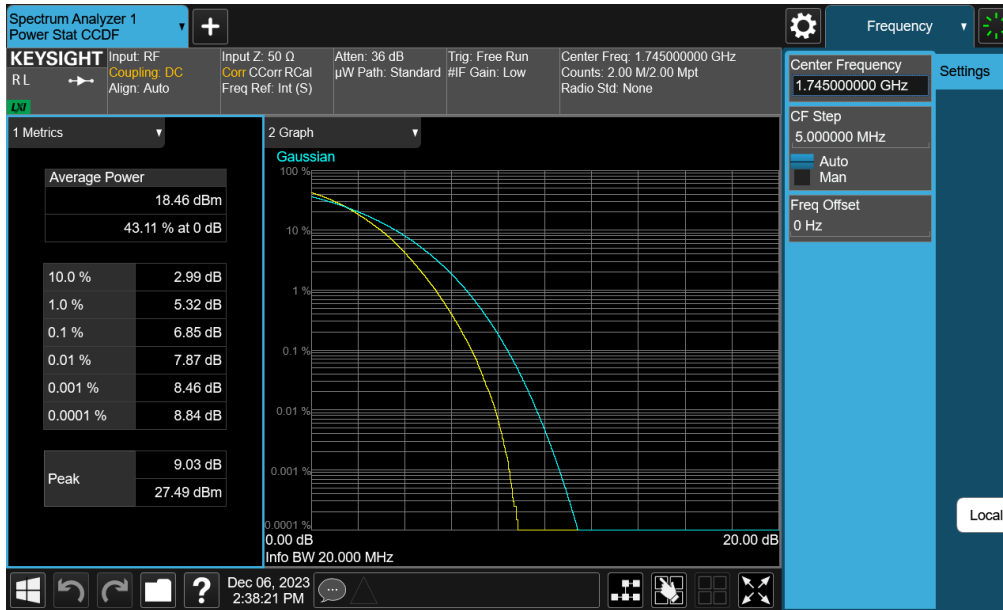 Spectrum Analyzer 1
Power Stat CCDF
Frequency
KEYSIGHT
R L
LXI
Input: RF
Coupling: DC
Align: Auto
Input Z: 50 Ω
Corr CCorr RCal
Freq Ref: Int (S)
Atten: 36 dB
µW Path: Standard
Trig: Free Run
#IF Gain: Low
Center Freq: 1.745000000 GHz
Counts: 2.00 M/2.00 Mpt
Radio Std: None
Center Frequency
1.745000000 GHz
Settings
CF Step
5.000000 MHz
Auto
Man
Freq Offset
0 Hz
Local
1 Metrics
Average Power
18.46 dBm
43.11 % at 0 dB
10.0 % 2.99 dB
1.0 % 5.32 dB
0.1 % 6.85 dB
0.01 % 7.87 dB
0.001 % 8.46 dB
0.0001 % 8.84 dB
Peak
9.03 dB
27.49 dBm
2 Graph
Gaussian
100 %
10 %
1 %
0.1 %
0.01 %
0.001 %
0.0001 %
0.00 dB 20.00 dB
Info BW 20.000 MHz
?
Dec 06, 2023
2:38:21 PM